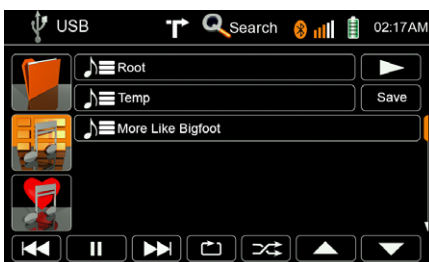 USB Search 02:17AM
Root
Temp Save
More Like Bigfoot